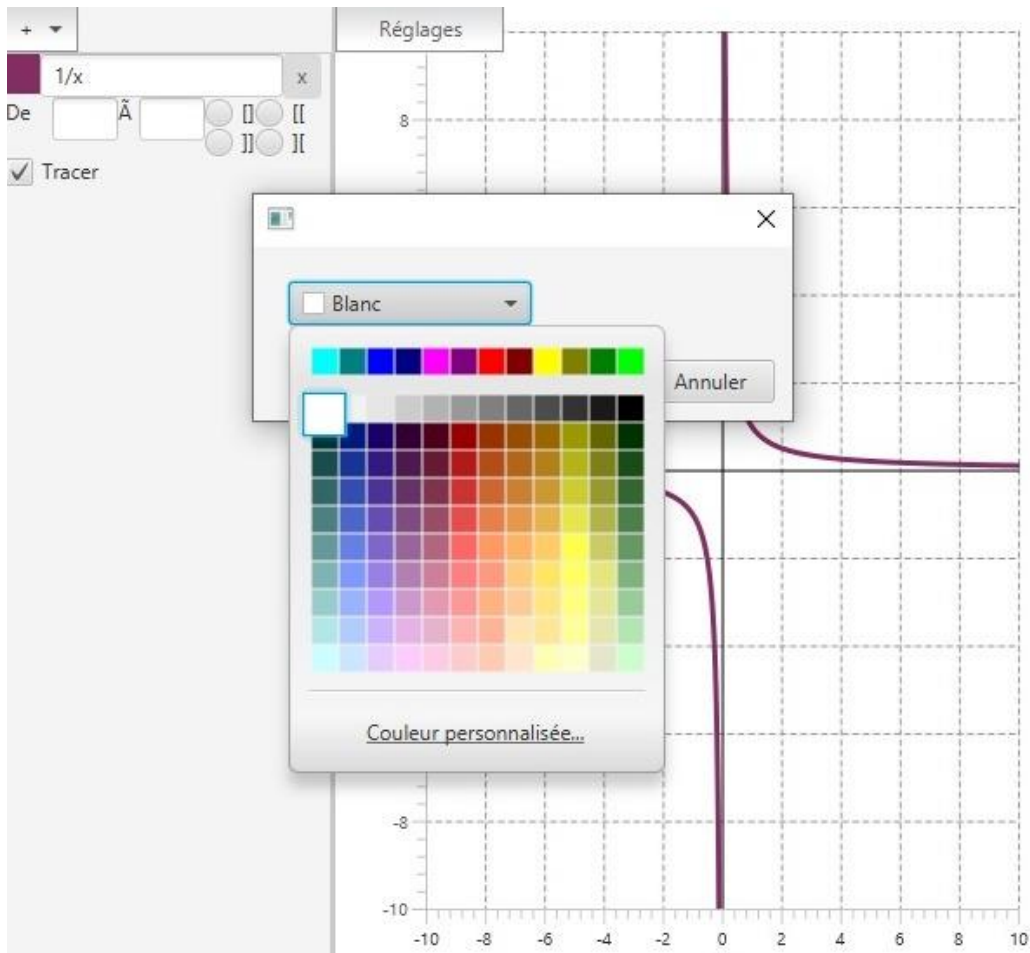 +
Réglages
1/x
x
De
Ã
[]
[[
]]
][
Tracer
Blanc
Annuler
Couleur personnalisée...
8
-8
-10
-10 -8 -6 -4 -2 0 2 4 6 8 10